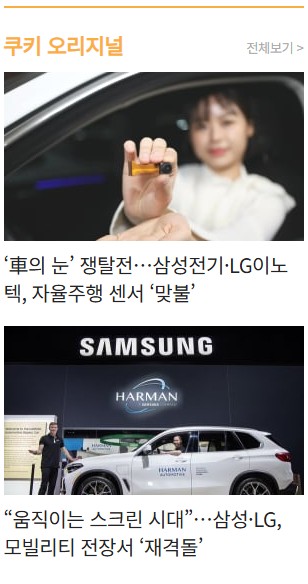 쿠키 오리지널
전체보기 >
‘車의 눈’ 쟁탈전…삼성전기·LG이노
텍, 자율주행 센서 ‘맞불’
SAMSUNG
HARMAN
HARMAN
AUTOMOTIVE
“움직이는 스크린 시대”…삼성·LG,
모빌리티 전장서 ‘재격돌’